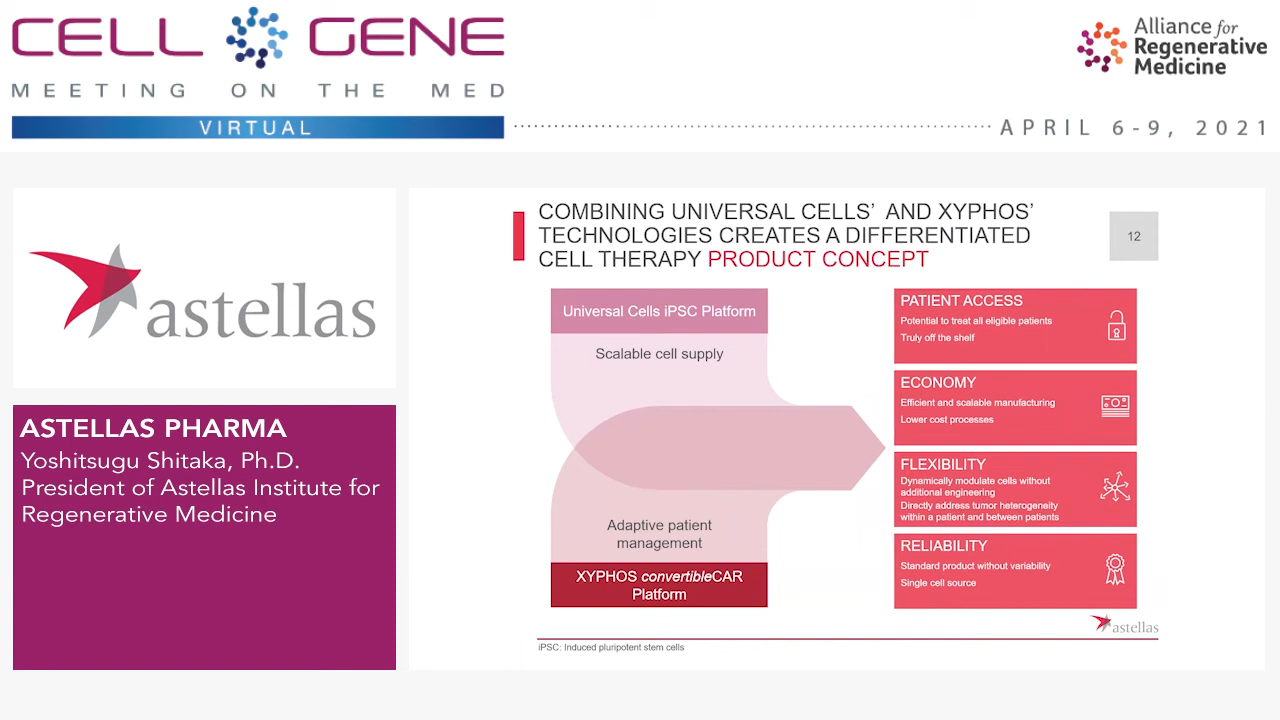 CELL GENE
MEETING ON THE MED
VIRTUAL
Alliance for
Regenerative
Medicine
APRIL 6-9, 2021
astellas
ASTELLAS PHARMA
Yoshitsugu Shitaka, Ph.D.
President of Astellas Institute for
Regenerative Medicine
COMBINING UNIVERSAL CELLS’ AND XYPHOS’
TECHNOLOGIES CREATES A DIFFERENTIATED
CELL THERAPY PRODUCT CONCEPT
12
Universal Cells iPSC Platform
Scalable cell supply
Adaptive patient
management
XYPHOS convertibleCAR
Platform
PATIENT ACCESS
Potential to treat all eligible patients
Truly off the shelf
ECONOMY
Efficient and scalable manufacturing
Lower cost processes
FLEXIBILITY
Dynamically modulate cells without
additional engineering
Directly address tumor heterogeneity
within a patient and between patients
RELIABILITY
Standard product without variability
Single cell source
astellas
iPSC: Induced pluripotent stem cells